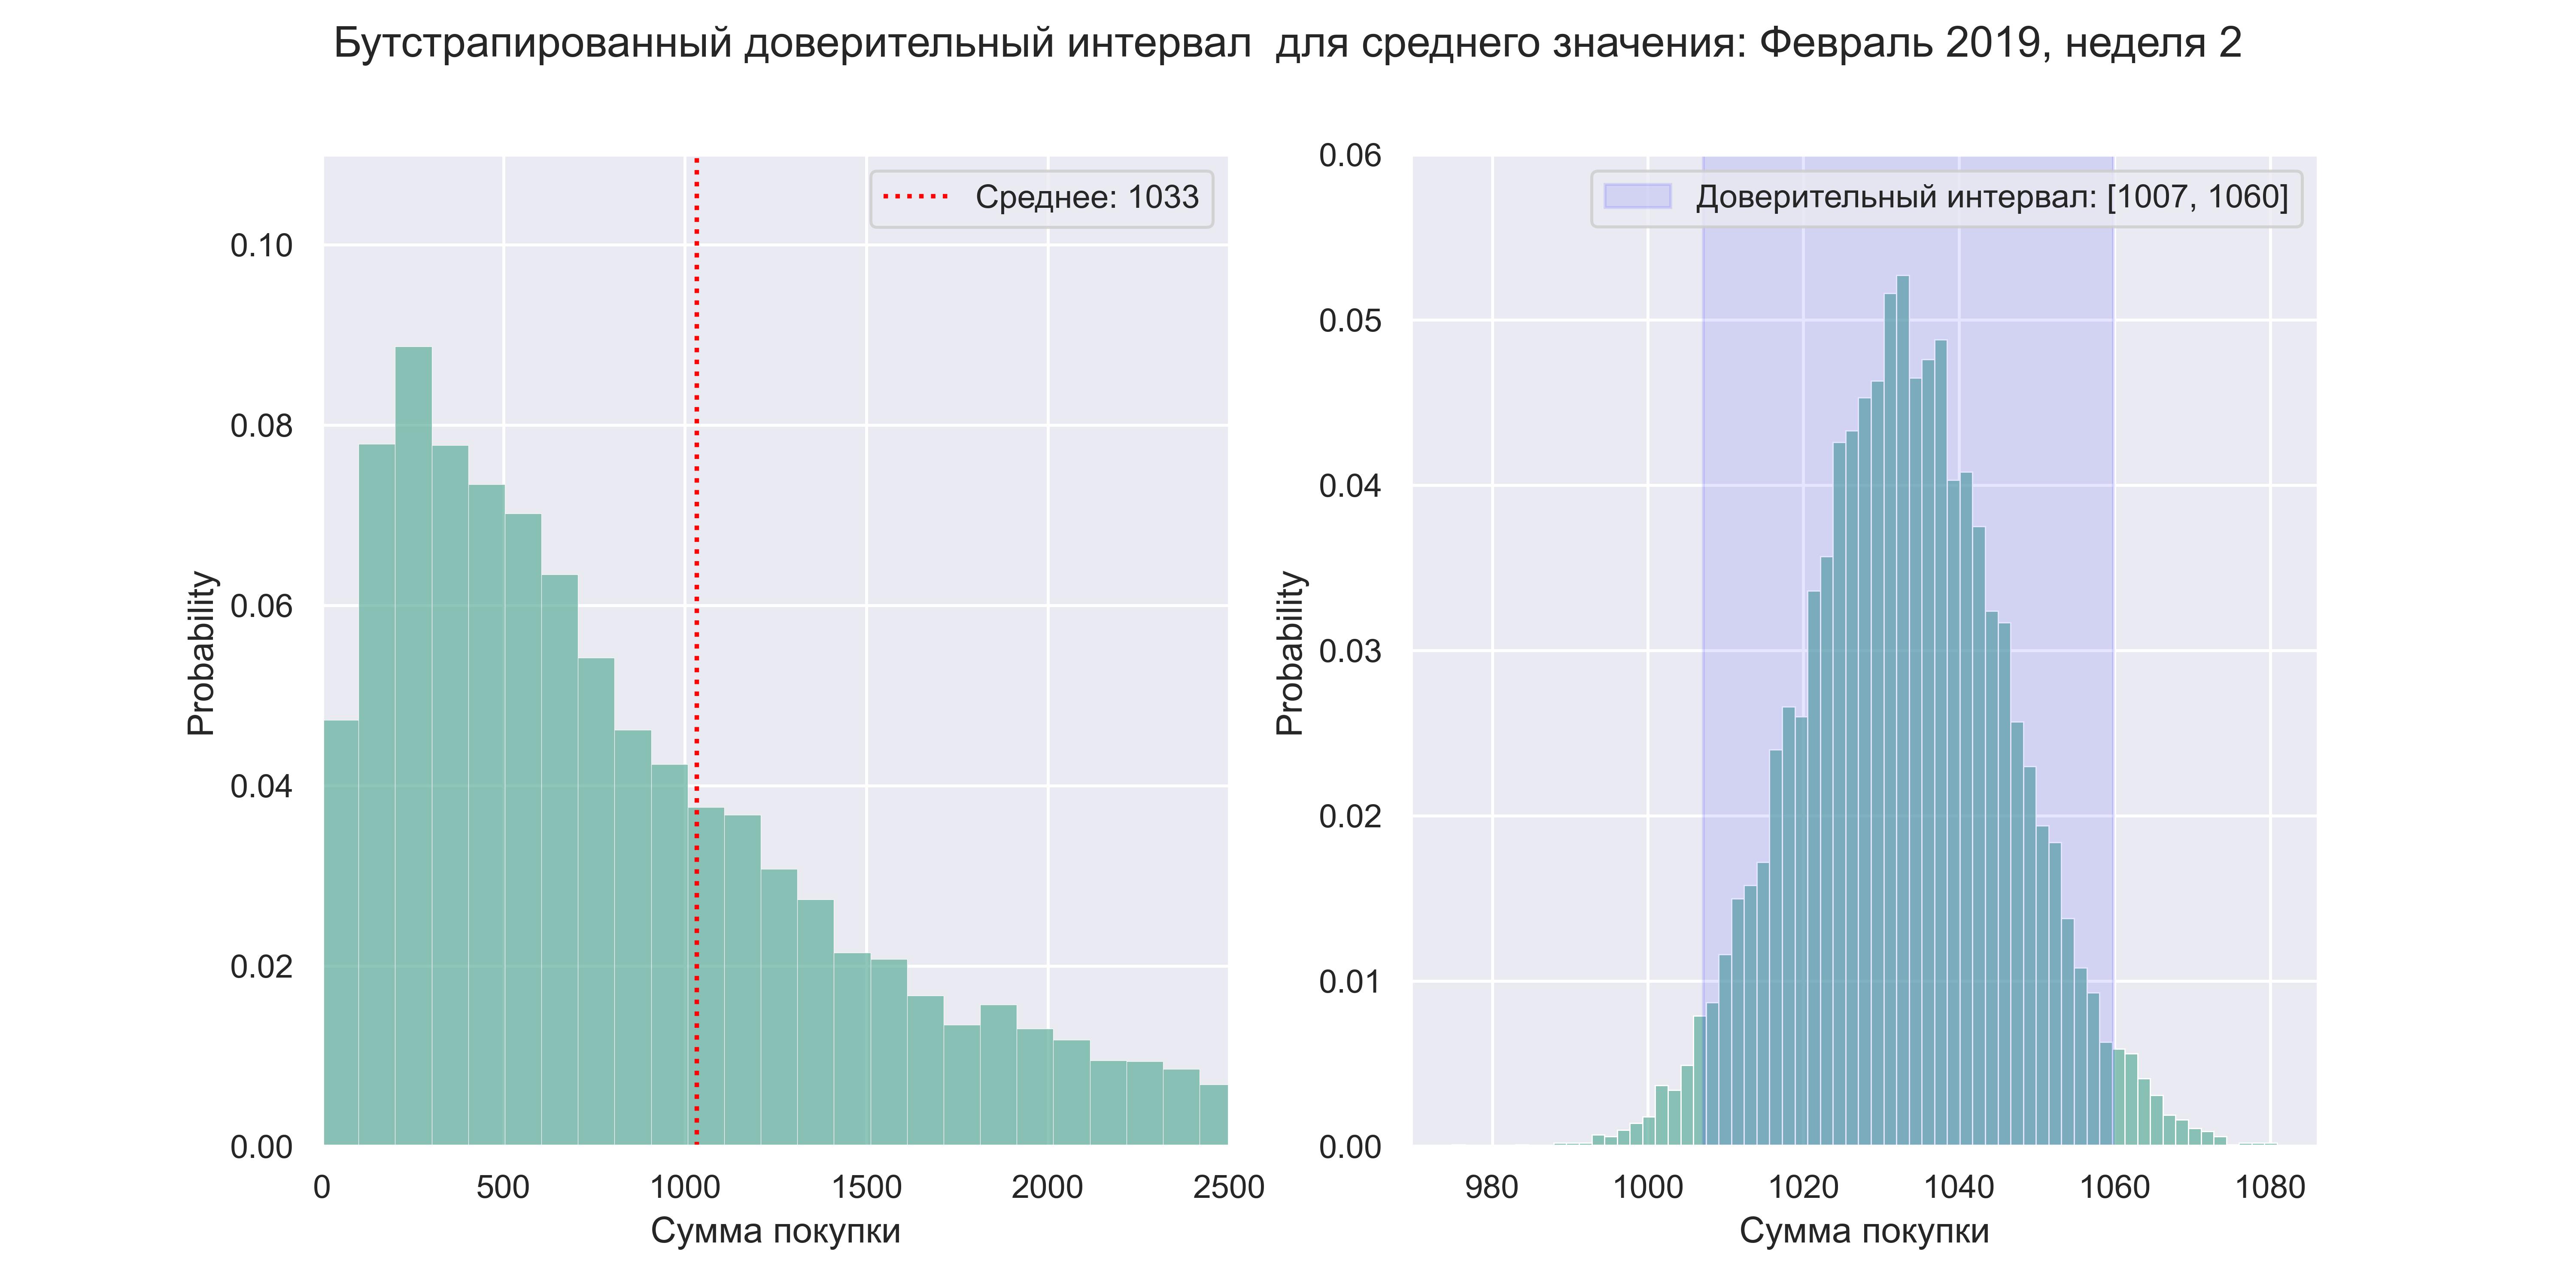 Бутстрапированный доверительный интервал  для среднего значения: Февраль 2019, неделя 2
Среднее: 1033
Probability
0.10
0.08
0.06
0.04
0.02
0.00
0 500 1000 1500 2000 2500
Сумма покупки
Доверительный интервал: [1007, 1060]
Probability
0.06
0.05
0.04
0.03
0.02
0.01
0.00
980 1000 1020 1040 1060 1080
Сумма покупки